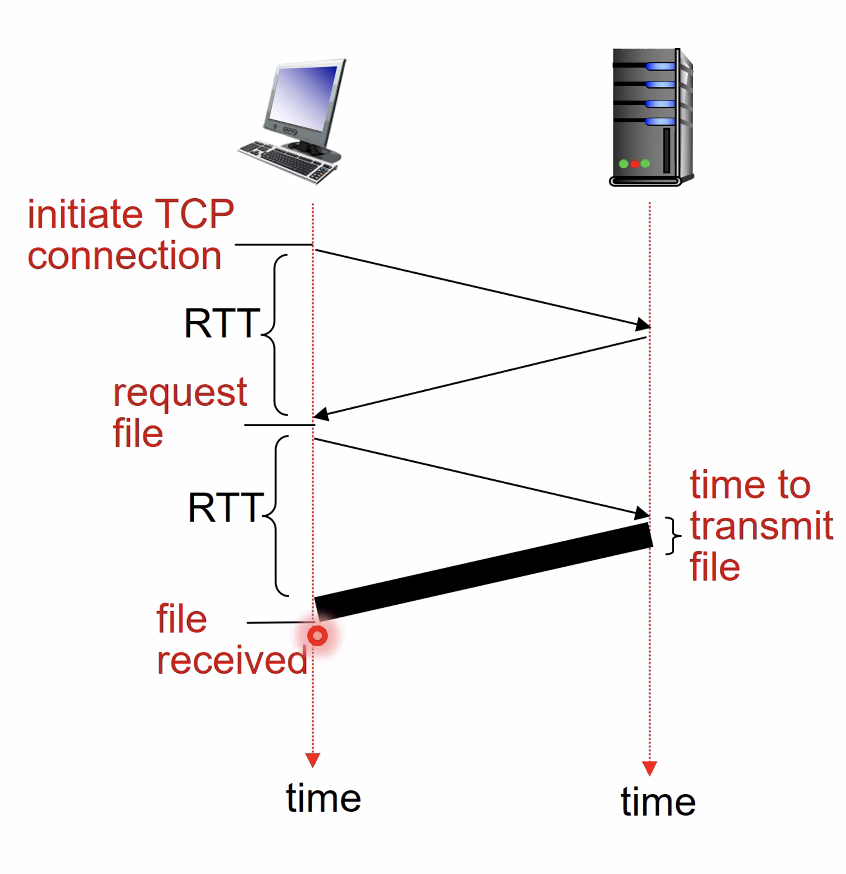 initiate TCP
connection
RTT
request
file
RTT
time to
transmit
file
file
received
time
time